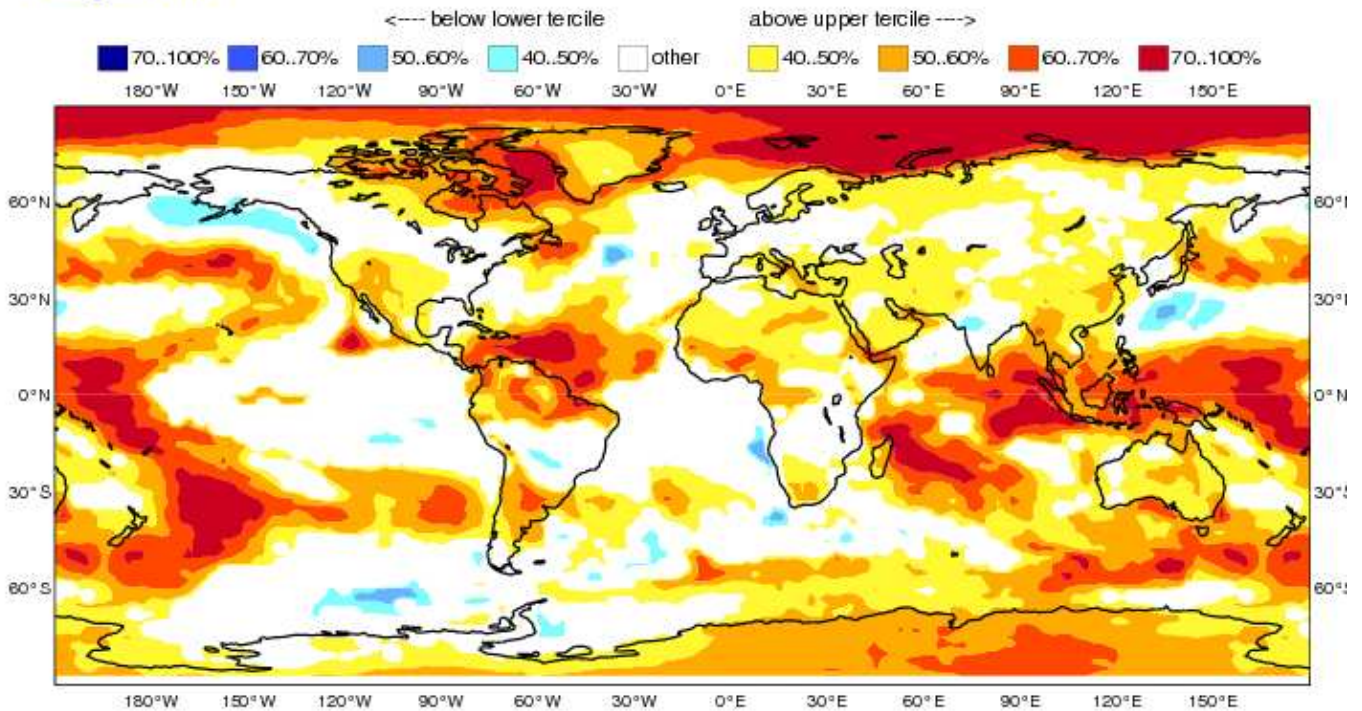 <---- below lower tercile above upper tercile ---->
70..100% 60..70% 50..60% 40..50% other 40..50% 50..60% 60..70% 70..100%
180°W 150°W 120°W 90°W 60°W 30°W 0°E 30°E 60°E 90°E 120°E 150°E
60°N 60°N
30°N 30°N
0°N 0°N
30°S 30°S
60°S 60°S
180°W 150°W 120°W 90°W 60°W 30°W 0°E 30°E 60°E 90°E 120°E 150°E